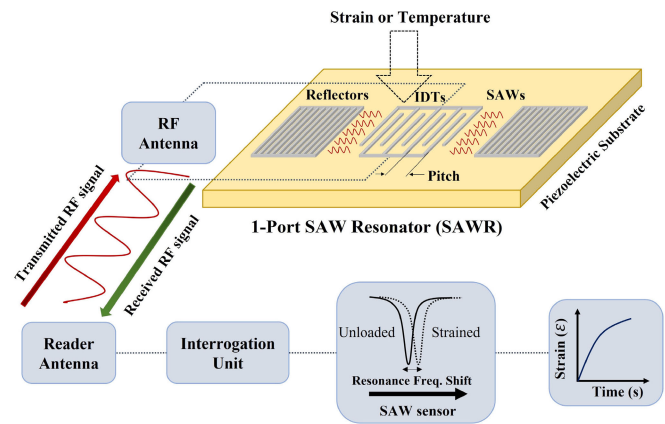 Strain or Temperature
Reflectors
IDTs
SAWs
RF
Antenna
Pitch
Piezoelectric Substrate
1-Port SAW Resonator (SAWR)
Transmitted RF signal
Received RF signal
Reader
Antenna
Interrogation
Unit
Unloaded
Strained
Resonance Freq. Shift
SAW sensor
Strain (ℰ)
Time (s)